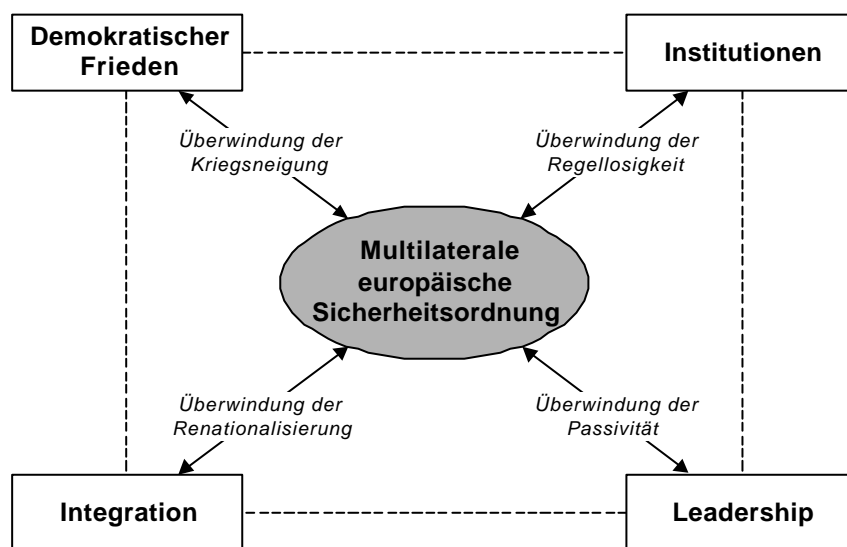 Demokratischer
Frieden
Institutionen
Überwindung der
Kriegsneigung
Überwindung der
Regellosigkeit
Multilaterale
europäische
Sicherheitsordnung
Überwindung der
Renationalisierung
Überwindung der
Passivität
Integration
Leadership